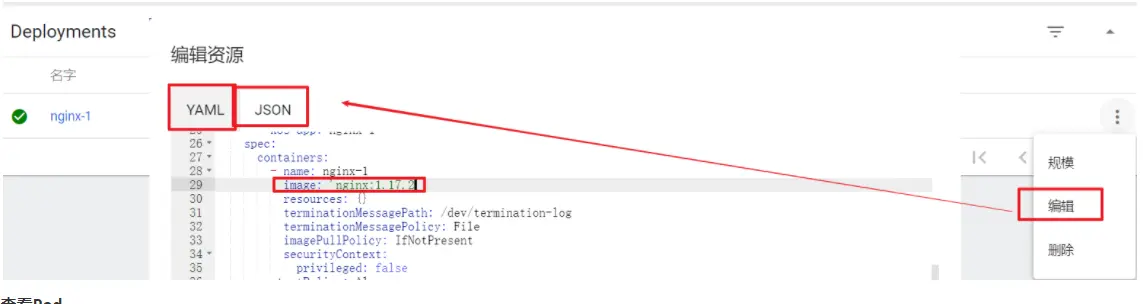 Deployments
编辑资源
名字
YAML
JSON
nginx-1
26
spec:
27
containers:
28
- name: nginx-1
29
image: 'nginx:1.17.2
30
resources: {}
31
terminationMessagePath: /dev/termination-log
32
terminationMessagePolicy: File
33
imagePullPolicy: IfNotPresent
34
securityContext:
35
privileged: false
规模
编辑
删除
查看Pod